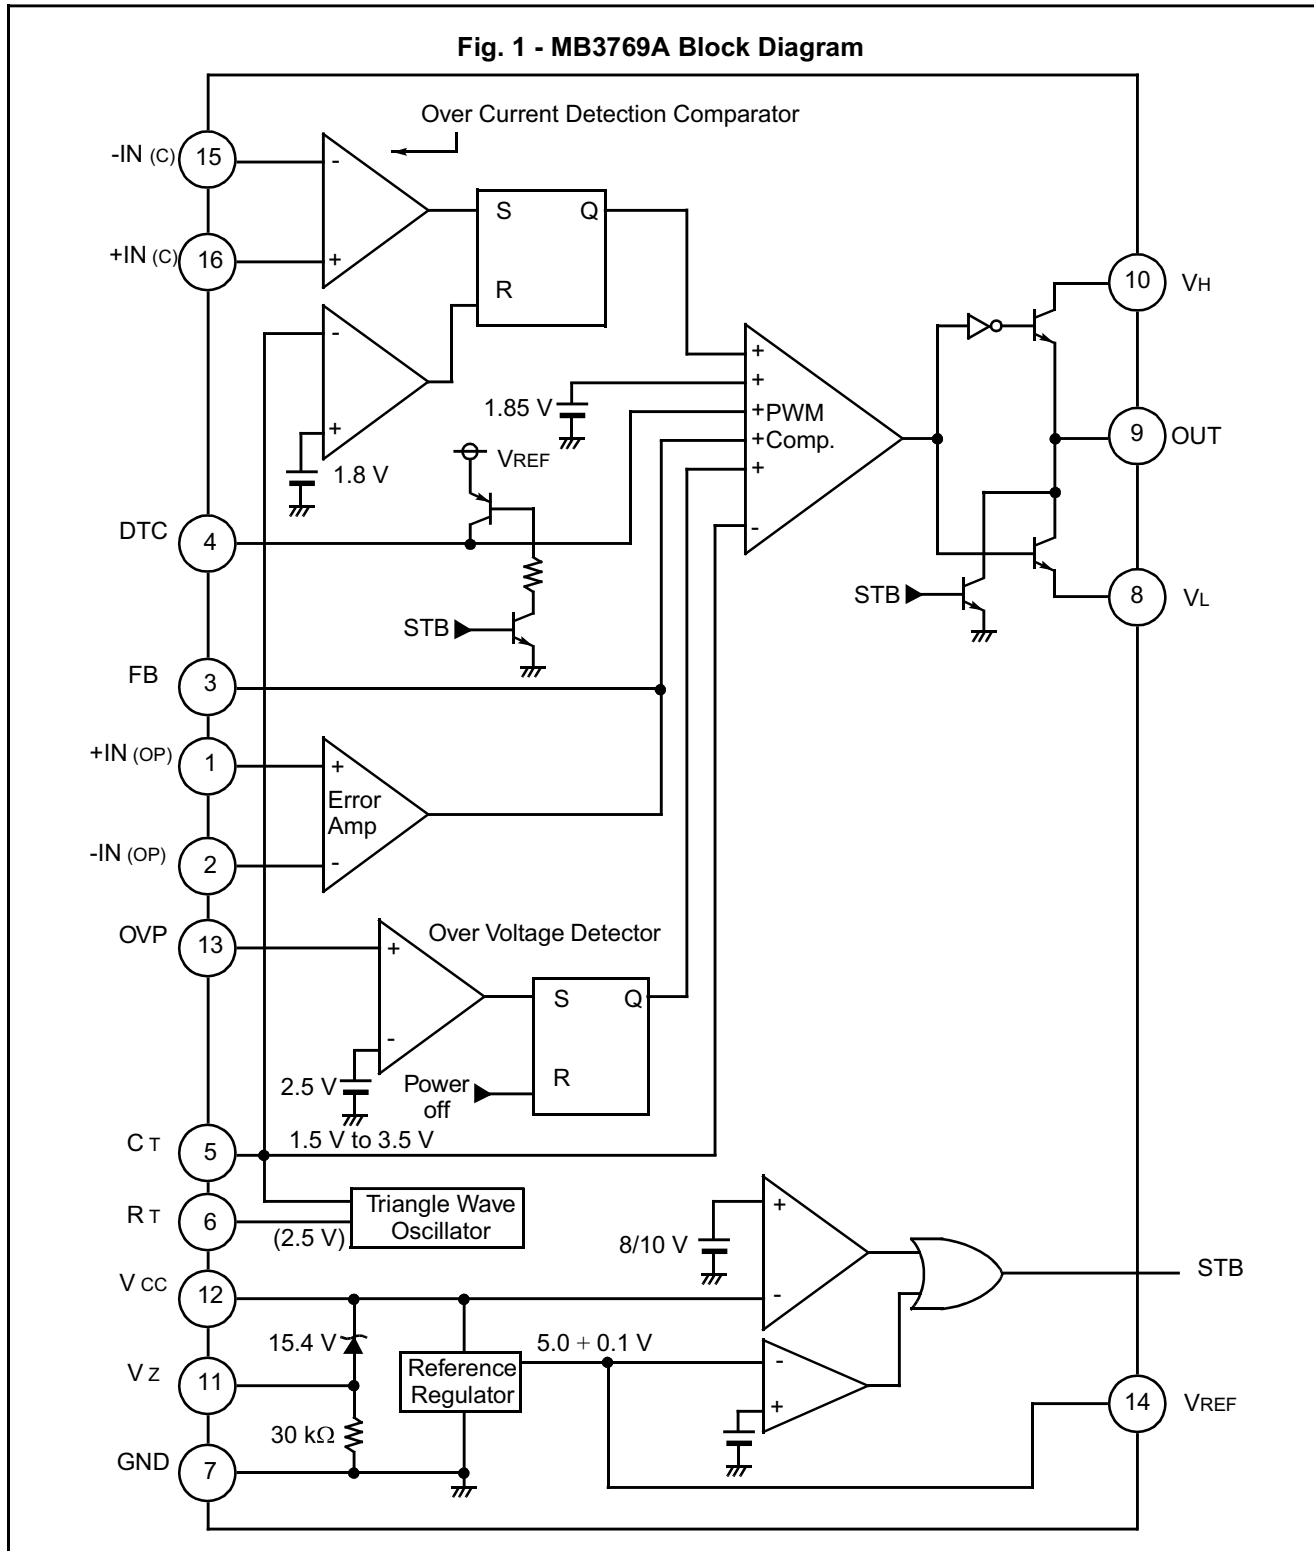 Fig. 1 - MB3769A Block Diagram
Over Current Detection Comparator
-IN (C)
15
-
S
Q
+IN (C)
16
+
R
10
VH
-
+
1.8 V
1.85 V
+
+
+PWM
+Comp.
+
-
VREF
9
OUT
DTC
4
STB
STB
8
VL
FB
3
+IN (OP)
1
+
Error
Amp
-IN (OP)
2
-
OVP
13
+
Over Voltage Detector
S
Q
-
2.5 V
Power
off
R
C T
5
1.5 V to 3.5 V
R T
6
(2.5 V)
Triangle Wave
Oscillator
8/10 V
+
-
STB
V CC
12
15.4 V
5.0 + 0.1 V
Reference
Regulator
-
+
V Z
11
14
VREF
30 kΩ
GND
7